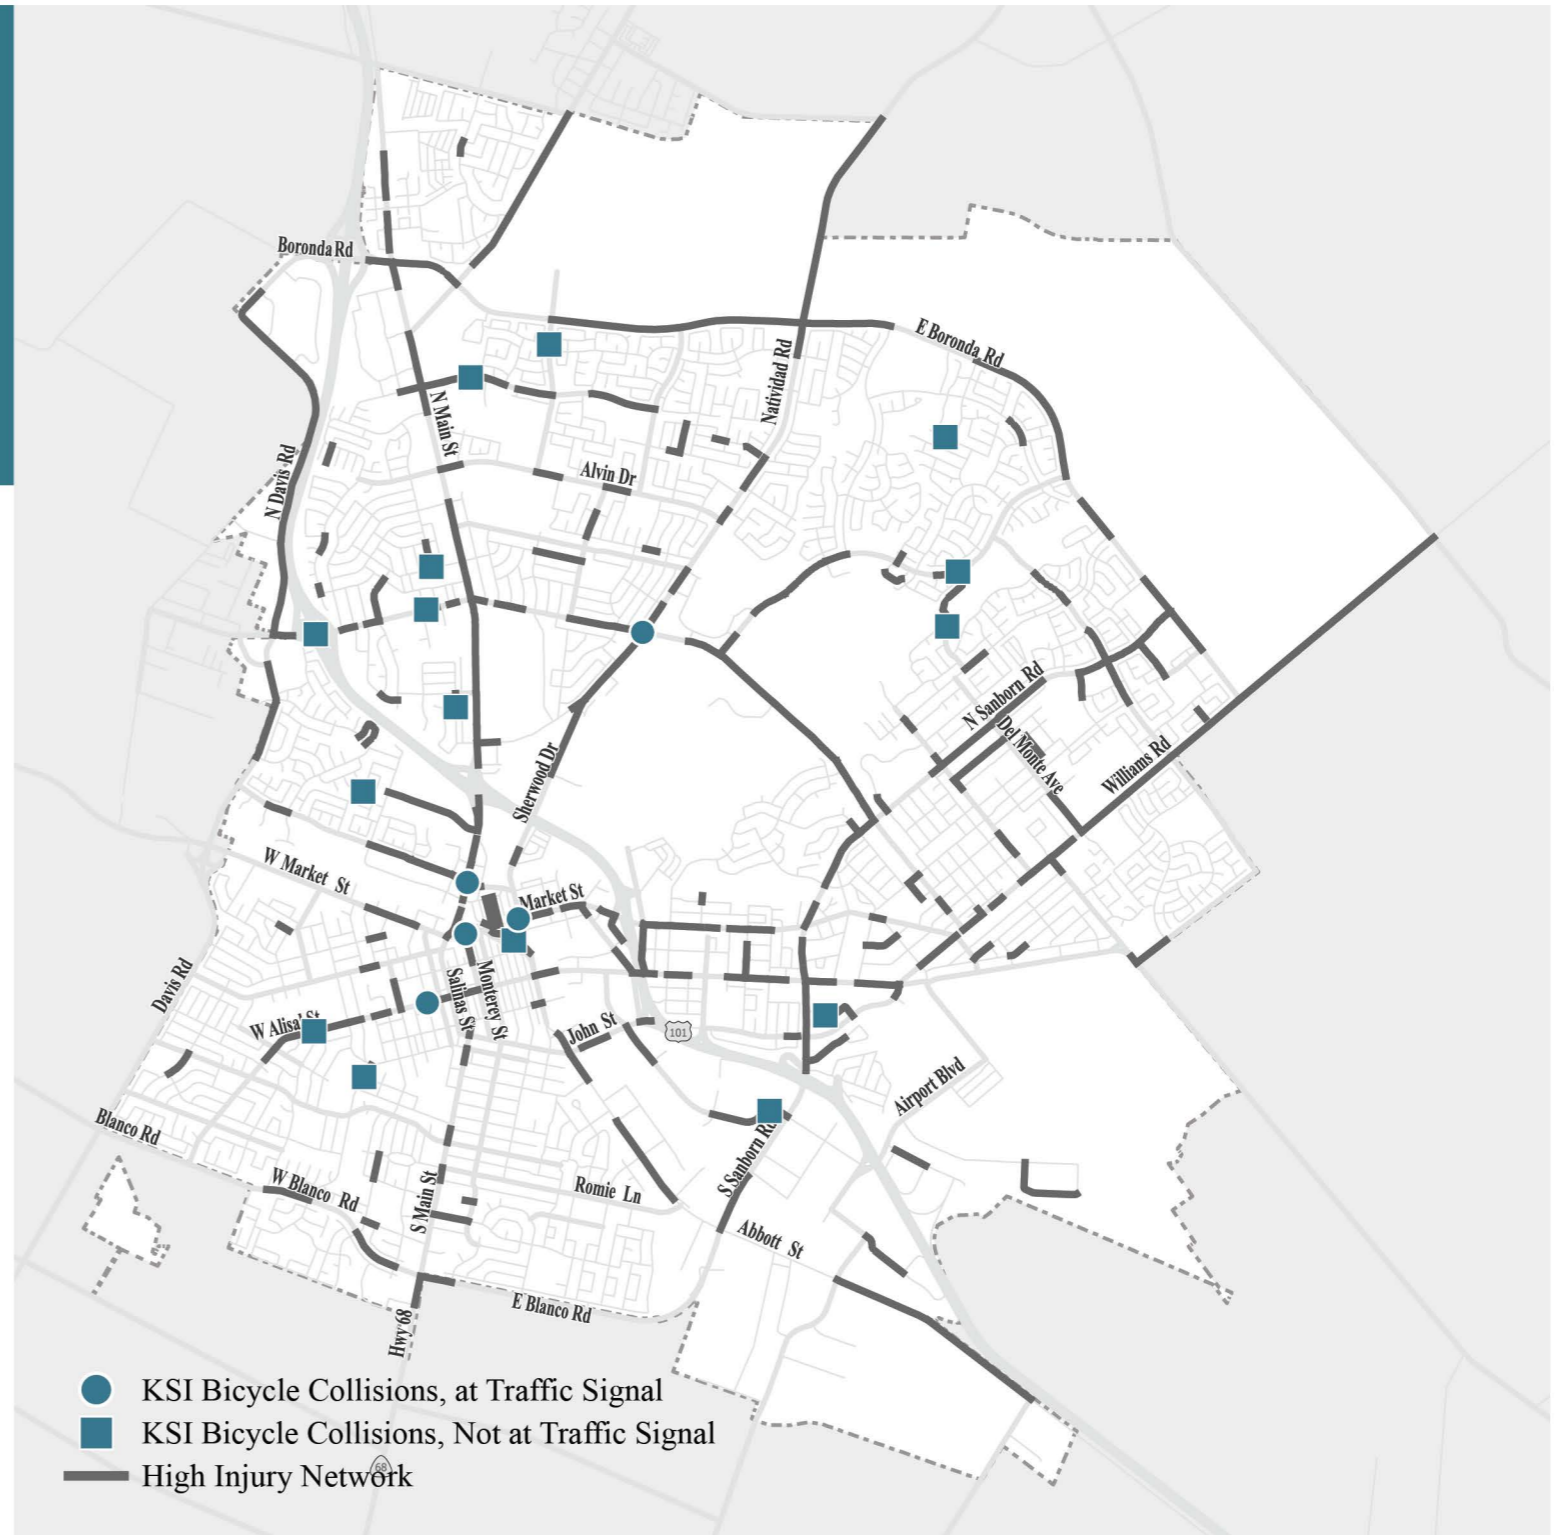 Boronda Rd
E Boronda Rd
Natividad Rd
N Main St
N Davis Rd
Alvin Dr
N Sanborn Rd
Del Monte Ave
Williams Rd
Sherwood Dr
W Market St
Market St
Salinas St
Monterey St
Davis Rd
W Alisal St
John St
101
Airport Blvd
Blanco Rd
W Blanco Rd
S Main St
Romie Ln
S Sanborn Rd
Abbott St
E Blanco Rd
Hwy 68
KSI Bicycle Collisions, at Traffic Signal
KSI Bicycle Collisions, Not at Traffic Signal
High Injury Network
68